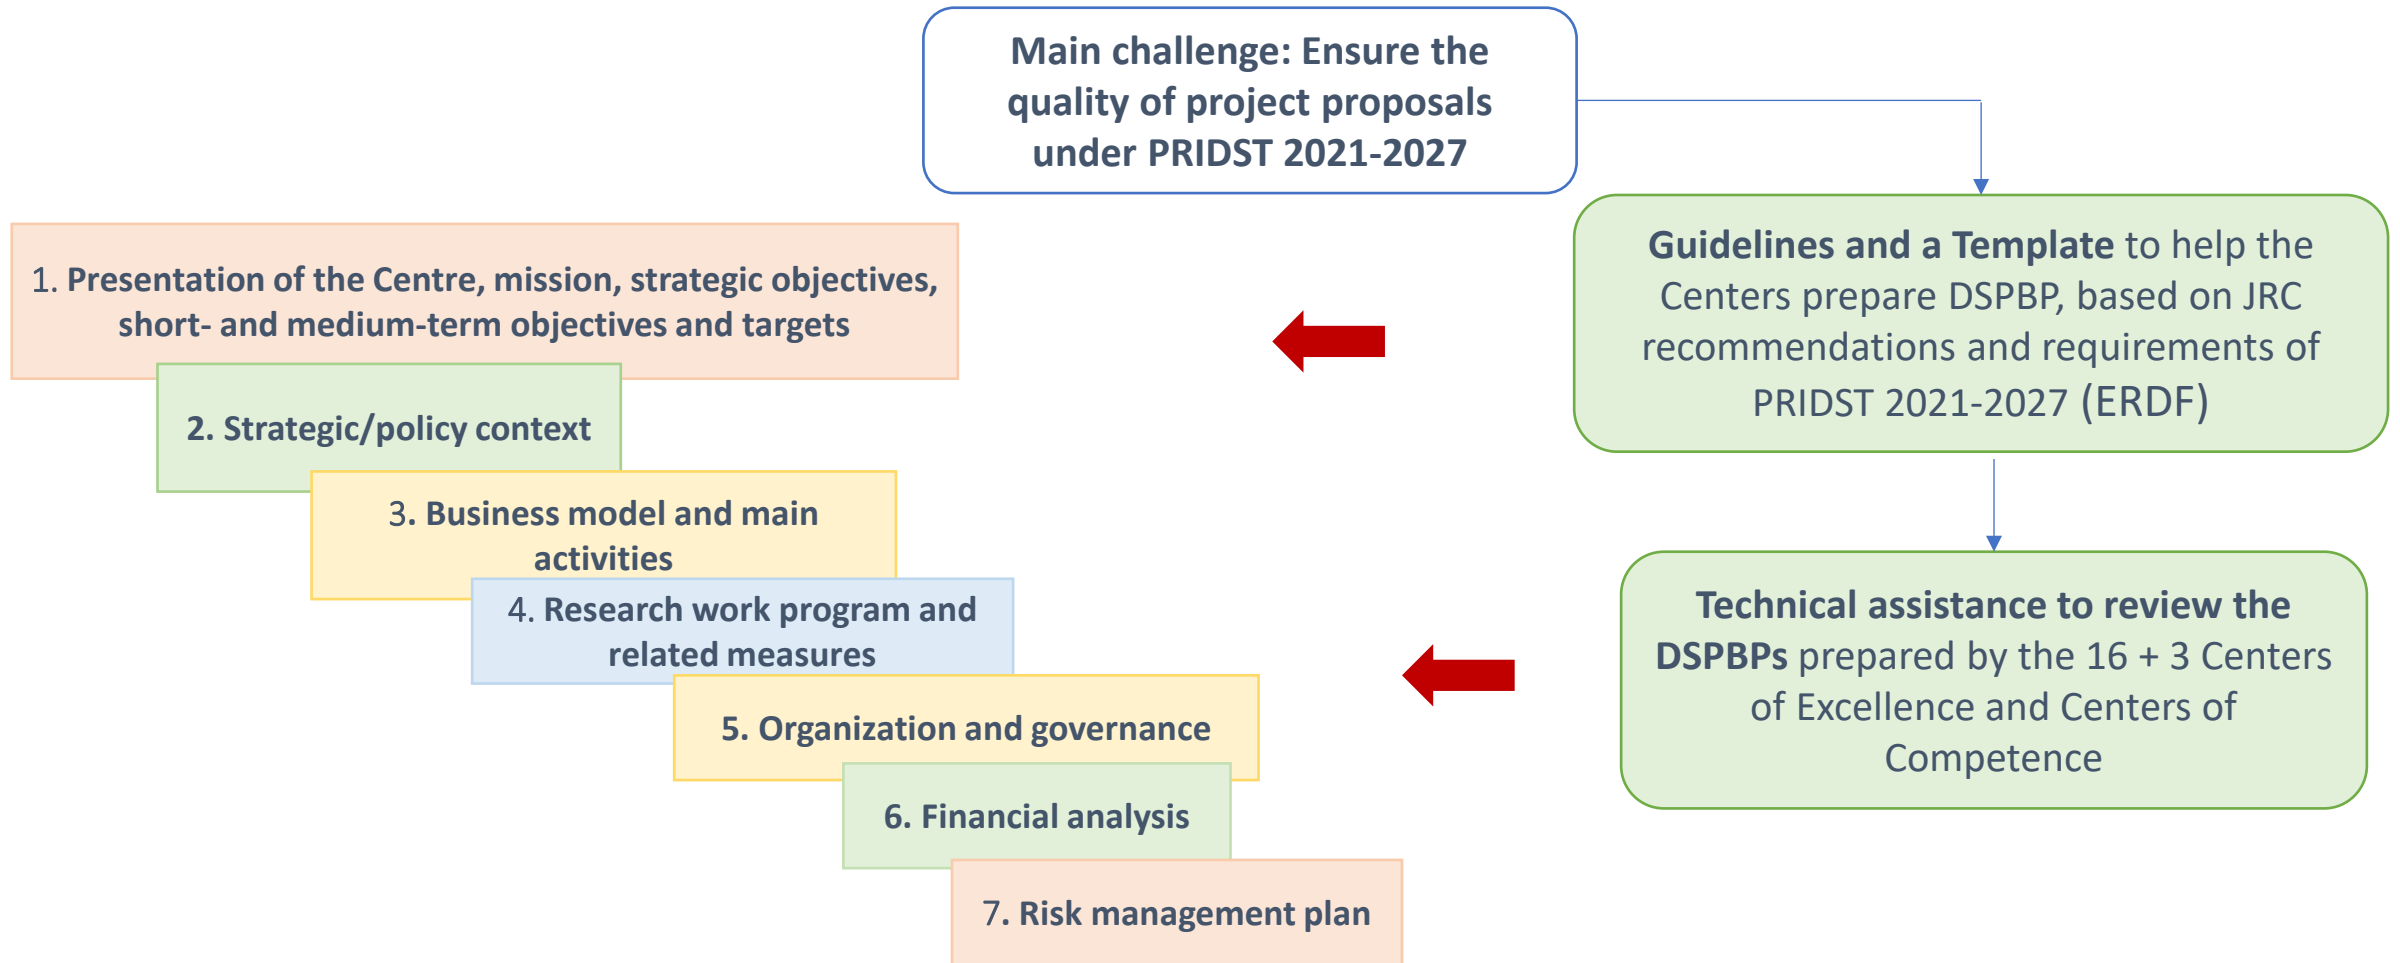 Main challenge: Ensure the
quality of project proposals
under PRIDST 2021-2027
Guidelines and a Template to help the
Centers prepare DSPBP, based on JRC
recommendations and requirements of
PRIDST 2021-2027 (ERDF)
Technical assistance to review the
DSPBPs prepared by the 16 + 3 Centers
of Excellence and Centers of
Competence
1. Presentation of the Centre, mission, strategic objectives,
short- and medium-term objectives and targets
2. Strategic/policy context
3. Business model and main
activities
4. Research work program and
related measures
5. Organization and governance
6. Financial analysis
7. Risk management plan